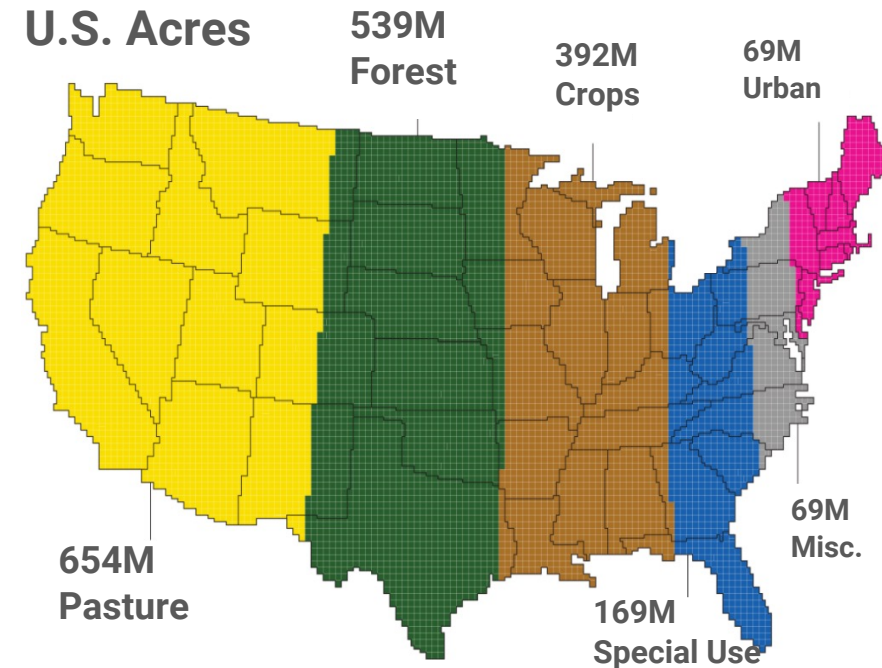 U.S. Acres
539M
Forest
392M
Crops
69M
Urban
654M
Pasture
169M
Special Use
69M
Misc.